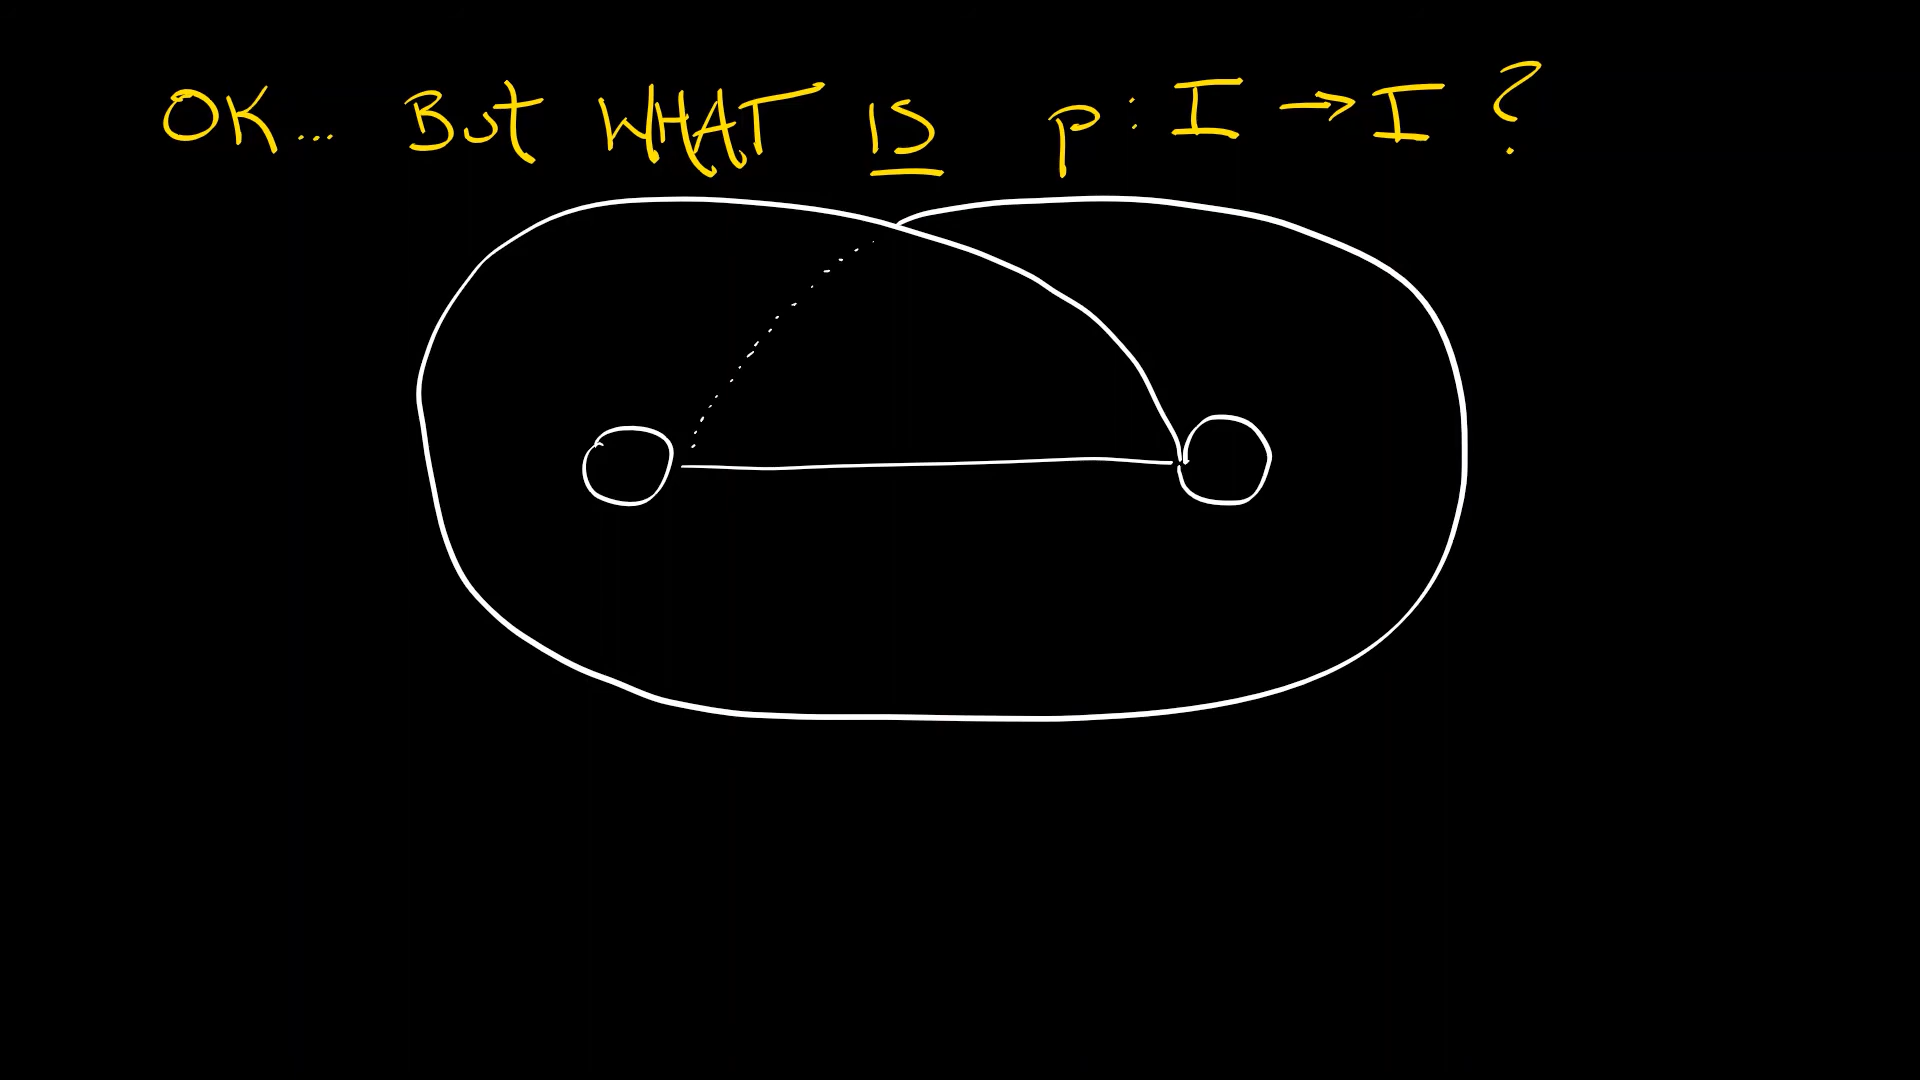 OK... But WHAT IS p: I → I ?